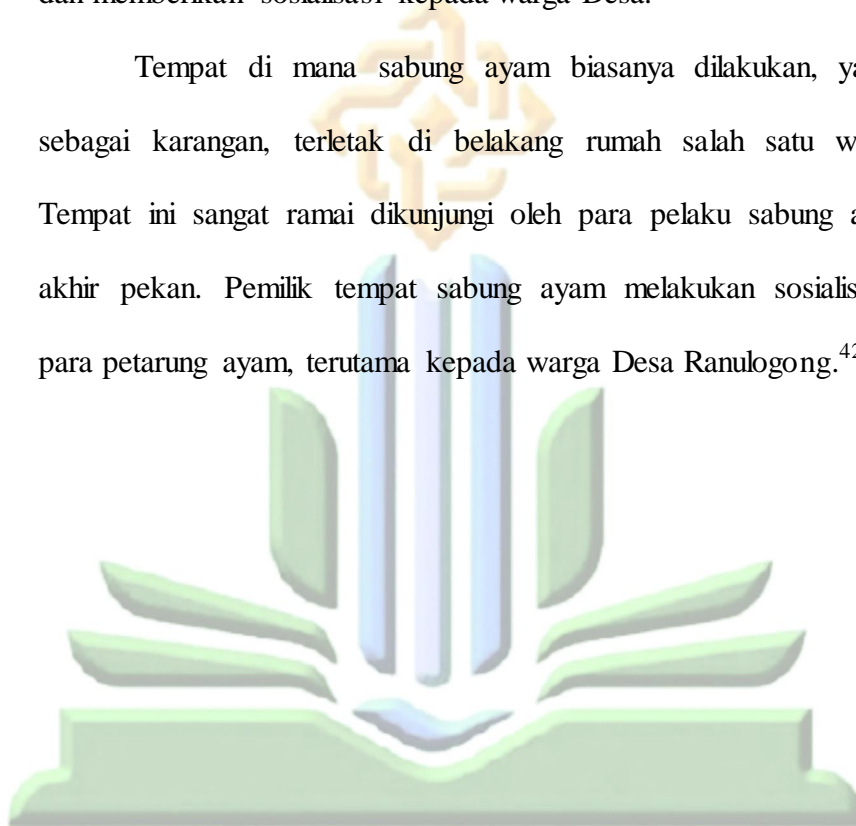 dan memberikan sosialisasi kepada warga Desa.
Tempat di mana sabung ayam biasanya dilakukan, ya
sebagai karangan, terletak di belakang rumah salah satu w
Tempat ini sangat ramai dikunjungi oleh para pelaku sabung a
akhir pekan. Pemilik tempat sabung ayam melakukan sosialis
para petarung ayam, terutama kepada warga Desa Ranulogong.42